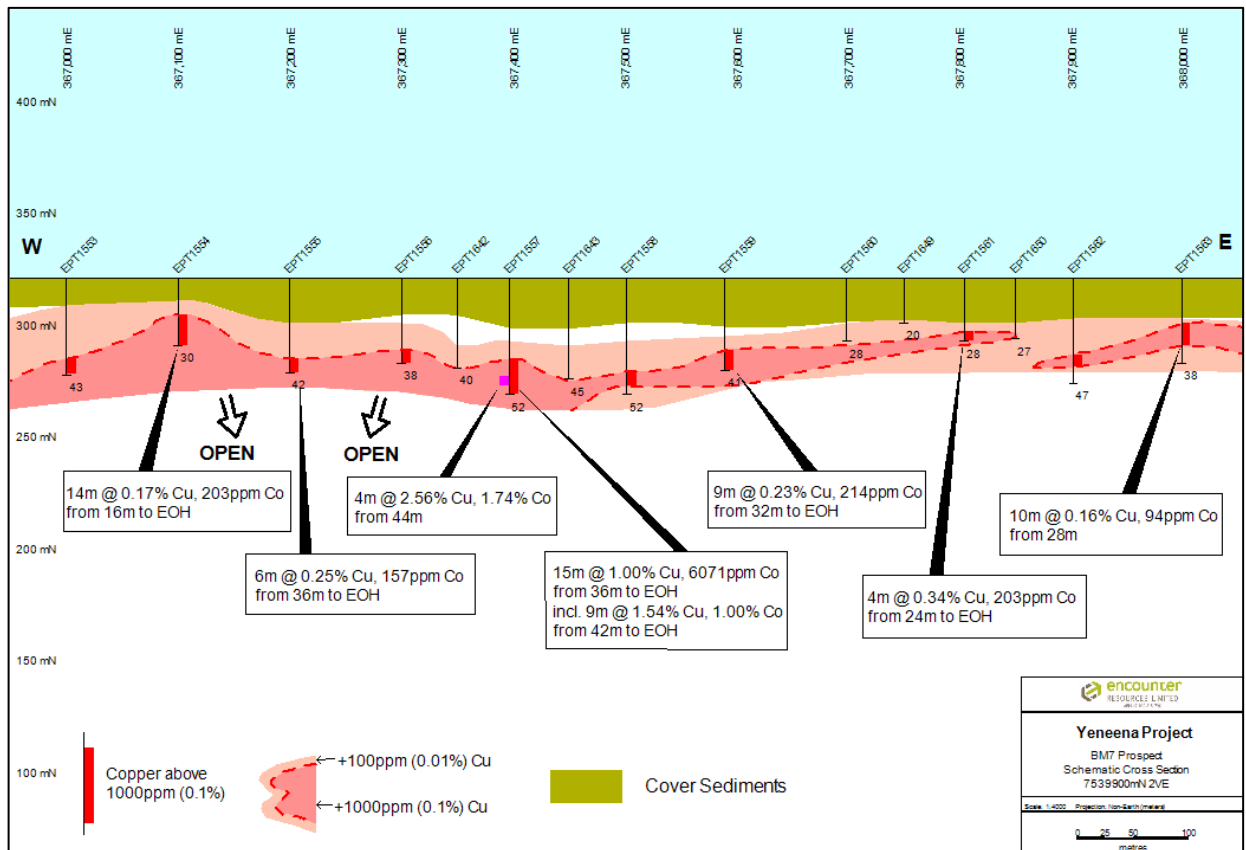 367,000 mE
367,100 mE
367,200 mE
367,300 mE
367,400 mE
367,500 mE
367,600 mE
367,700 mE
367,800 mE
367,900 mE
368,000 mE
400 mN
350 mN
W
E
EPT1553
EPT1554
EPT1555
EPT1556
EPT1642
EPT1557
EPT1643
EPT1558
EPT1559
EPT1560
EPT1649
EPT1561
EPT1650
EPT1562
EPT1563
300 mN
43
30
42
38
40
52
45
52
41
28
20
28
27
47
38
250 mN
OPEN
OPEN
14m @ 0.17% Cu, 203ppm Co
from 16m to EOH
4m @ 2.56% Cu, 1.74% Co
from 44m
9m @ 0.23% Cu, 214ppm Co
from 32m to EOH
10m @ 0.16% Cu, 94ppm Co
from 28m
200 mN
6m @ 0.25% Cu, 157ppm Co
from 36m to EOH
15m @ 1.00% Cu, 6071ppm Co
from 36m to EOH
incl. 9m @ 1.54% Cu, 1.00% Co
from 42m to EOH
4m @ 0.34% Cu, 203ppm Co
from 24m to EOH
150 mN
100 mN
Copper above
1000ppm (0.1%)
+100ppm (0.01%) Cu
+1000ppm (0.1%) Cu
Cover Sediments
encounter
RESOURCES LIMITED
Yeneena Project
BM7 Prospect
Schematic Cross Section
7539900mN 2VE
Scale: 1:4000 Projection: Non-Earth (meters)
0 25 50 100
metres